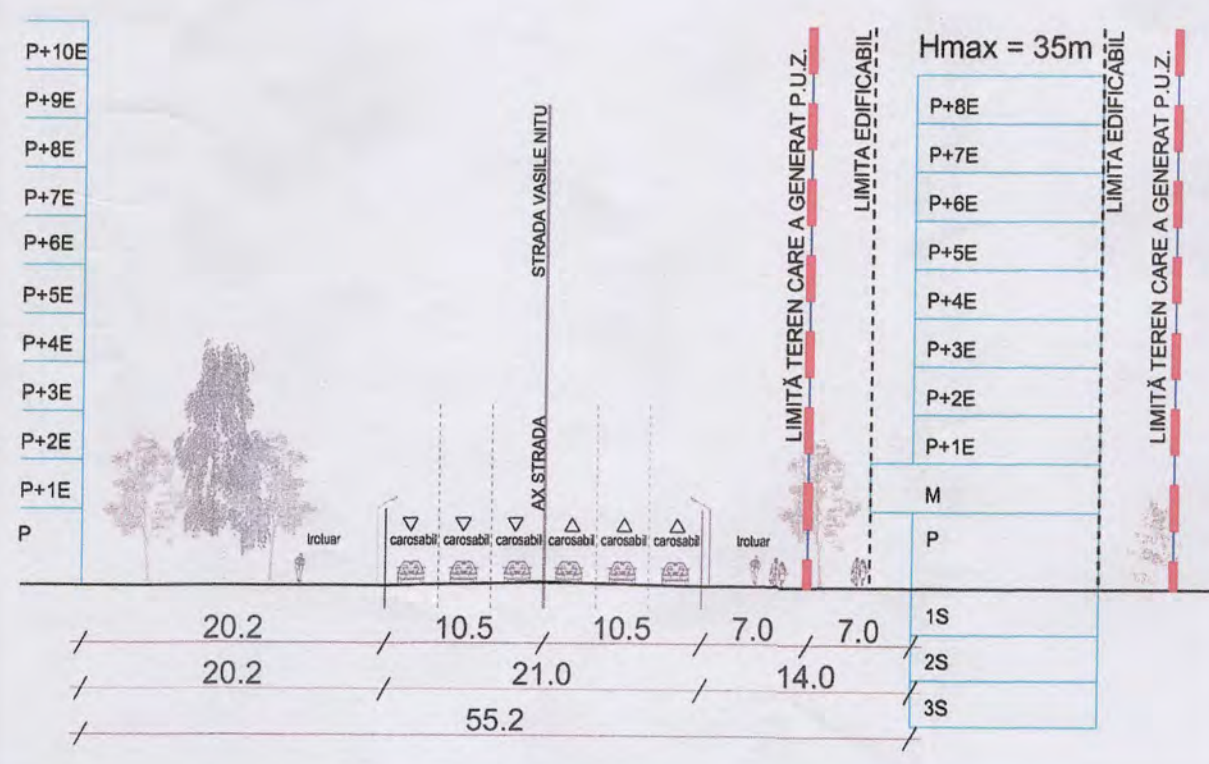 P+10E
P+9E
P+8E
P+7E
P+6E
P+5E
P+4E
P+3E
P+2E
P+1E
P
trotuar
carosabil carosabil carosabil carosabil carosabil carosabil
AX STRADA
STRADA VASILE NITU
trotuar
LIMITĂ TEREN CARE A GENERAT P.U.Z.
LIMITA EDIFICABIL
Hmax = 35m
P+8E
P+7E
P+6E
P+5E
P+4E
P+3E
P+2E
P+1E
M
P
1S
2S
3S
LIMITA EDIFICABIL
LIMITĂ TEREN CARE A GENERAT P.U.Z.
20.2 10.5 10.5 7.0 7.0
20.2 21.0 14.0
55.2